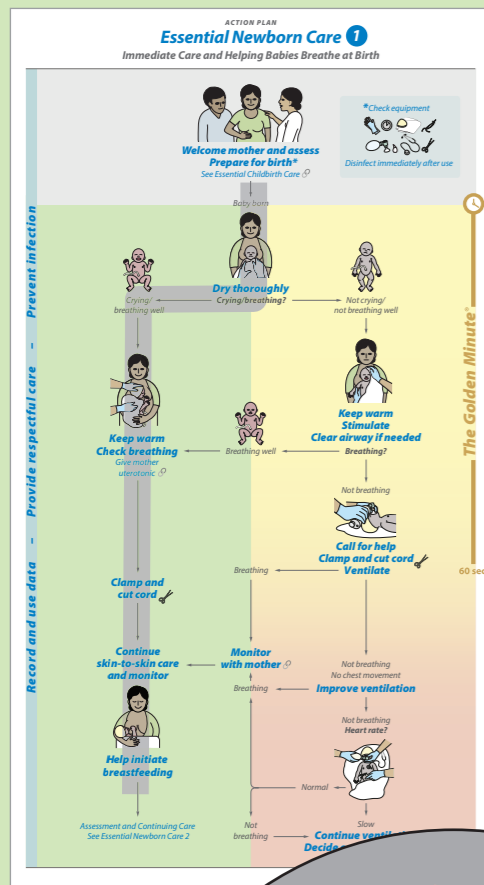 ACTION PLAN
Essential Newborn Care 1
Immediate Care and Helping Babies Breathe at Birth
Record and use data – Provide respectful care – Prevent infection
*Check equipment
Disinfect immediately after use
Welcome mother and assess
Prepare for birth*
See Essential Childbirth Care
Baby born
The Golden Minute®
60 sec
Dry thoroughly
Crying/breathing?
Crying/
breathing well
Not crying/
not breathing well
Keep warm
Check breathing
Give mother
uterotonic
Breathing well
Keep warm
Stimulate
Clear airway if needed
Breathing?
Not breathing
Call for help
Clamp and cut cord
Ventilate
Breathing
Clamp and
cut cord
Continue
skin-to-skin care
and monitor
Monitor
with mother
Not breathing
No chest movement
Breathing
Improve ventilation
Not breathing
Heart rate?
Help initiate
breastfeeding
Normal
Assessment and Continuing Care
See Essential Newborn Care 2
Not
breathing
Slow
Continue
Decide